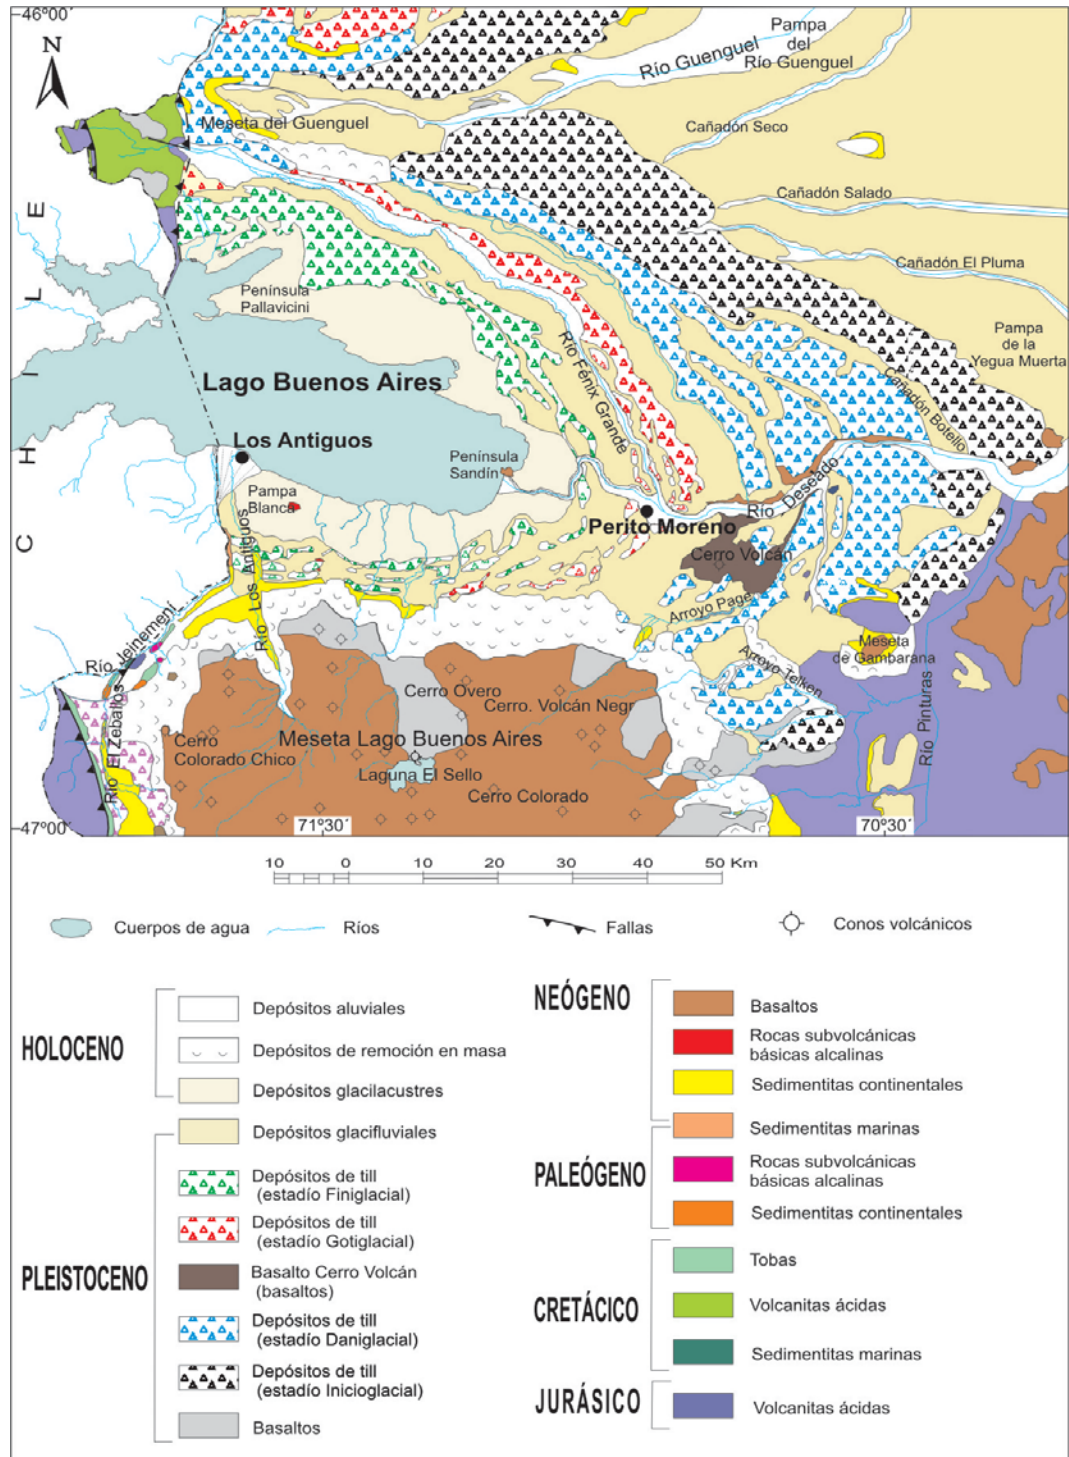 46°00´
N
Pampa
del
Río Guenguel
Río Guenguel
Meseta del Guenguel
Cañadón Seco
Cañadón Salado
Cañadón El Pluma
Península
Pallavicini
Pampa
de la
Yegua Muerta
Río Fénix Grande
Cañadón Botello
Lago Buenos Aires
CHILE
Los Antiguos
Península
Sandín
Pampa
Blanca
Río Deseado
Perito Moreno
Cerro Volcán
Río Los Antiguos
Arroyo Page
Río Jeinemení
Meseta
de Gambarana
Arroyo Telken
Río Pinturas
Río El Zeballos
Cerro Overo
Cerro. Volcán Negr
Cerro
Colorado Chico
Meseta Lago Buenos Aires
Laguna El Sello
Cerro Colorado
47°00´
71°30´
70°30´
10 0 10 20 30 40 50 Km
Cuerpos de agua
Ríos
Fallas
Conos volcánicos
HOLOCENO
Depósitos aluviales
Depósitos de remoción en masa
Depósitos glacilacustres
PLEISTOCENO
Depósitos glacifluviales
Depósitos de till
(estadío Finiglacial)
Depósitos de till
(estadío Gotiglacial)
Basalto Cerro Volcán
(basaltos)
Depósitos de till
(estadío Daniglacial)
Depósitos de till
(estadío Inicioglacial)
Basaltos
NEÓGENO
Basaltos
Rocas subvolcánicas
básicas alcalinas
Sedimentitas continentales
Sedimentitas marinas
PALEÓGENO
Rocas subvolcánicas
básicas alcalinas
Sedimentitas continentales
CRETÁCICO
Tobas
Volcanitas ácidas
Sedimentitas marinas
JURÁSICO
Volcanitas ácidas